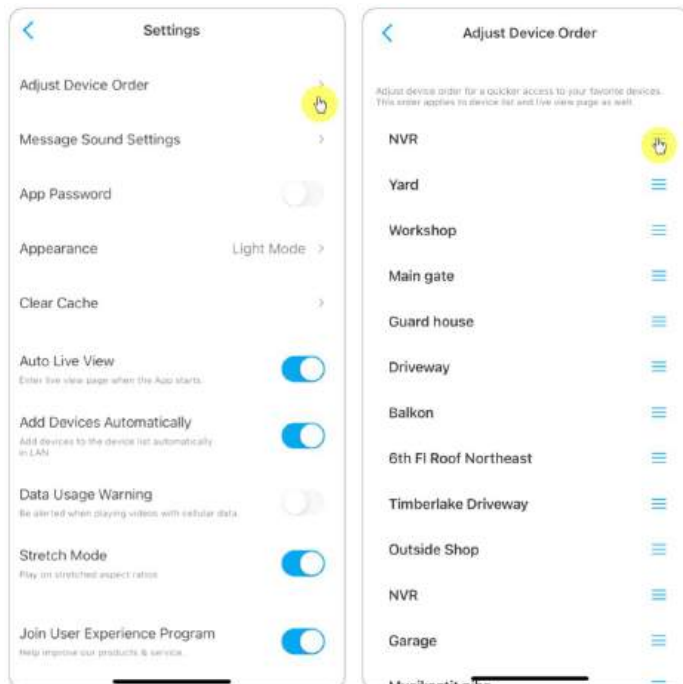 Settings
Adjust Device Order
Message Sound Settings
App Password
Appearance Light Mode
Clear Cache
Auto Live View
Enter live view page when the App starts
Add Devices Automatically
Add devices to the device list automatically
in LAN
Data Usage Warning
Be alerted when playing videos with cellular data
Stretch Mode
Play on stretched aspect ratios
Join User Experience Program
Help improve our products & service.
Adjust Device Order
Adjust device order for a quicker access to your favorite devices.
This order applies to device list and live view page as well.
NVR
Yard
Workshop
Main gate
Guard house
Driveway
Balkon
6th Fl Roof Northeast
Timberlake Driveway
Outside Shop
NVR
Garage